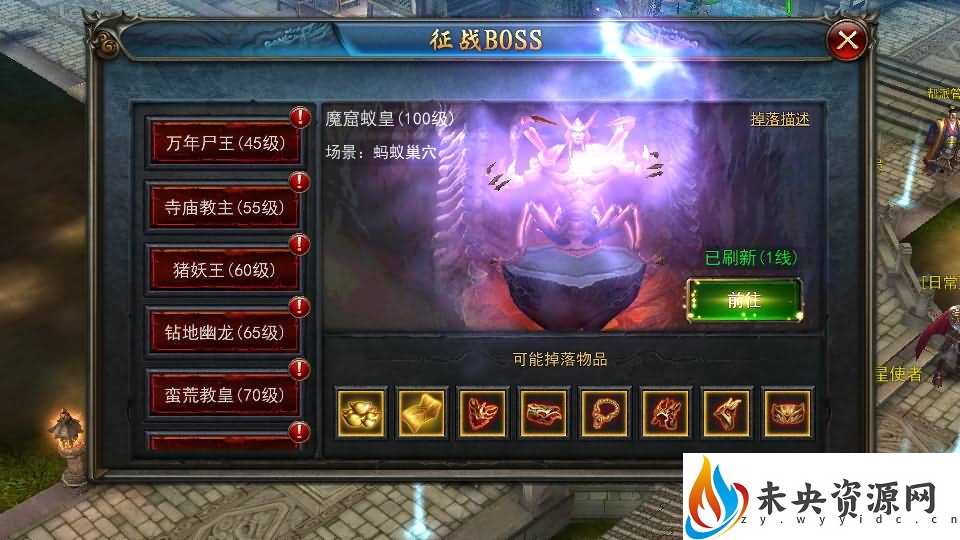 征战BOSS
帮派管
万年尸王(45级)
寺庙教主(55级)
猪妖王(60级)
钻地幽龙(65级)
蛮荒教皇(70级)
魔窟蚁皇(100级)
场景：蚂蚁巢穴
掉落描述
已刷新(1线)
前往
可能掉落物品
[日常]
星使者
未央资源网
zy.wyyidc.cn